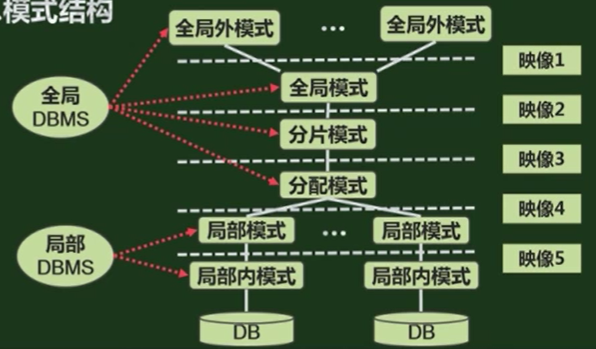 模式结构
全局外模式
...
全局外模式
映像1
全局
DBMS
全局模式
映像2
分片模式
映像3
分配模式
映像4
局部
DBMS
局部模式
...
局部模式
映像5
局部内模式
局部内模式
DB
DB